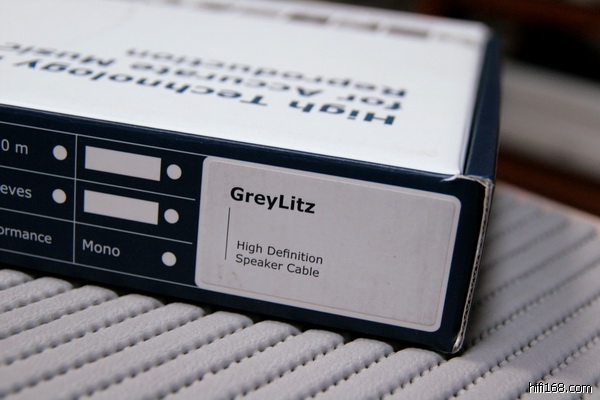 High Technology
for Accurate Music
Reproduction
0 m
eves
ormance
Mono
GreyLitz
High Definition
Speaker Cable
hifi168.com